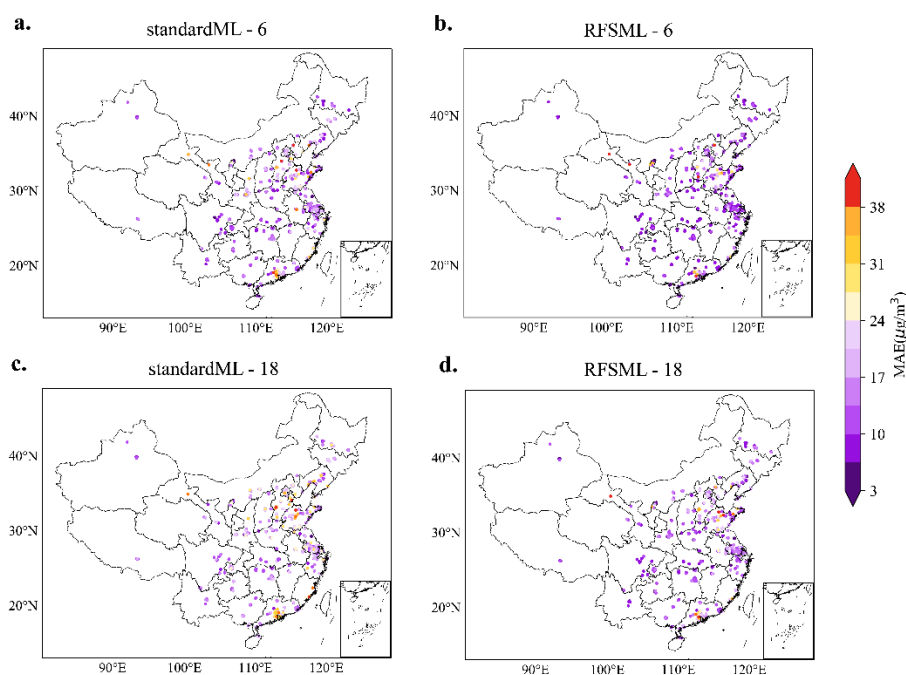 a.
standardML - 6
40°N
30°N
20°N
90°E
100°E
110°E
120°E
b.
RFSML - 6
40°N
30°N
20°N
90°E
100°E
110°E
120°E
c.
standardML - 18
40°N
30°N
20°N
90°E
100°E
110°E
120°E
d.
RFSML - 18
40°N
30°N
20°N
90°E
100°E
110°E
120°E
38
31
24
17
10
3
MAE(μg/m³)